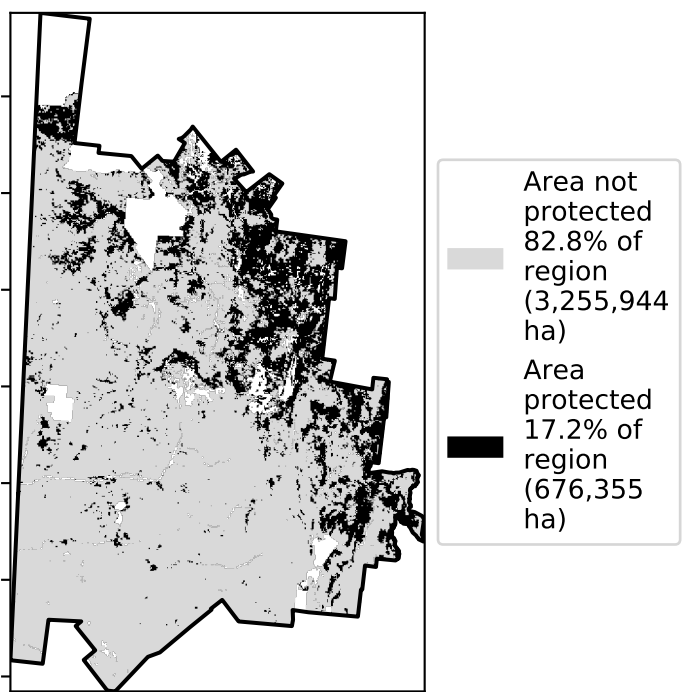 Area not
protected
82.8% of
region
(3,255,944
ha)
Area
protected
17.2% of
region
(676,355
ha)